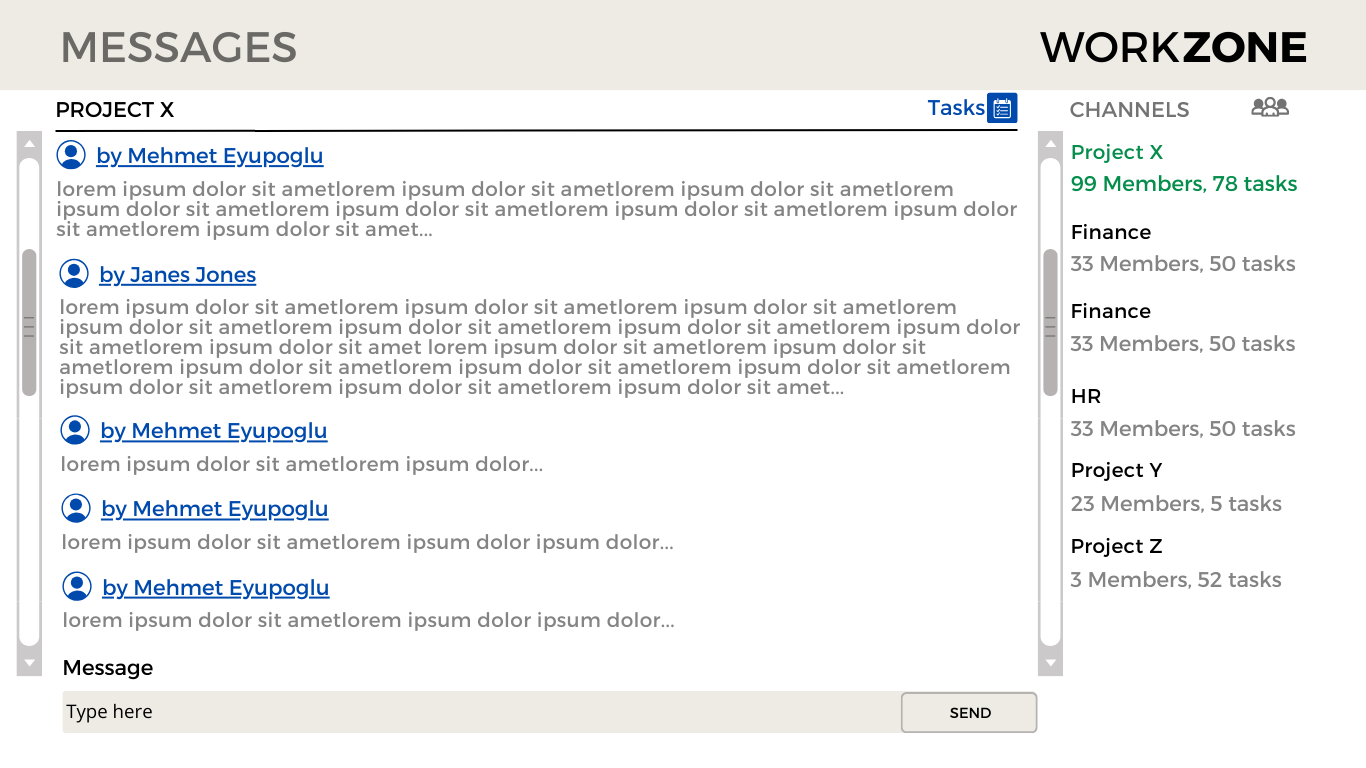 MESSAGES
WORKZONE
PROJECT X
Tasks
by Mehmet Eyupoglu
lorem ipsum dolor sit ametlorem ipsum dolor sit ametlorem ipsum dolor sit ametlorem
ipsum dolor sit ametlorem ipsum dolor sit ametlorem ipsum dolor sit ametlorem ipsum dolor
sit ametlorem ipsum dolor sit amet...
by Janes Jones
lorem ipsum dolor sit ametlorem ipsum dolor sit ametlorem ipsum dolor sit ametlorem
ipsum dolor sit ametlorem ipsum dolor sit ametlorem ipsum dolor sit ametlorem ipsum dolor
sit ametlorem ipsum dolor sit amet lorem ipsum dolor sit ametlorem ipsum dolor sit
ametlorem ipsum dolor sit ametlorem ipsum dolor sit ametlorem ipsum dolor sit ametlorem
ipsum dolor sit ametlorem ipsum dolor sit ametlorem ipsum dolor sit amet...
by Mehmet Eyupoglu
lorem ipsum dolor sit ametlorem ipsum dolor...
by Mehmet Eyupoglu
lorem ipsum dolor sit ametlorem ipsum dolor ipsum dolor...
by Mehmet Eyupoglu
lorem ipsum dolor sit ametlorem ipsum dolor ipsum dolor...
Message
Type here
SEND
CHANNELS
Project X
99 Members, 78 tasks
Finance
33 Members, 50 tasks
Finance
33 Members, 50 tasks
HR
33 Members, 50 tasks
Project Y
23 Members, 5 tasks
Project Z
3 Members, 52 tasks